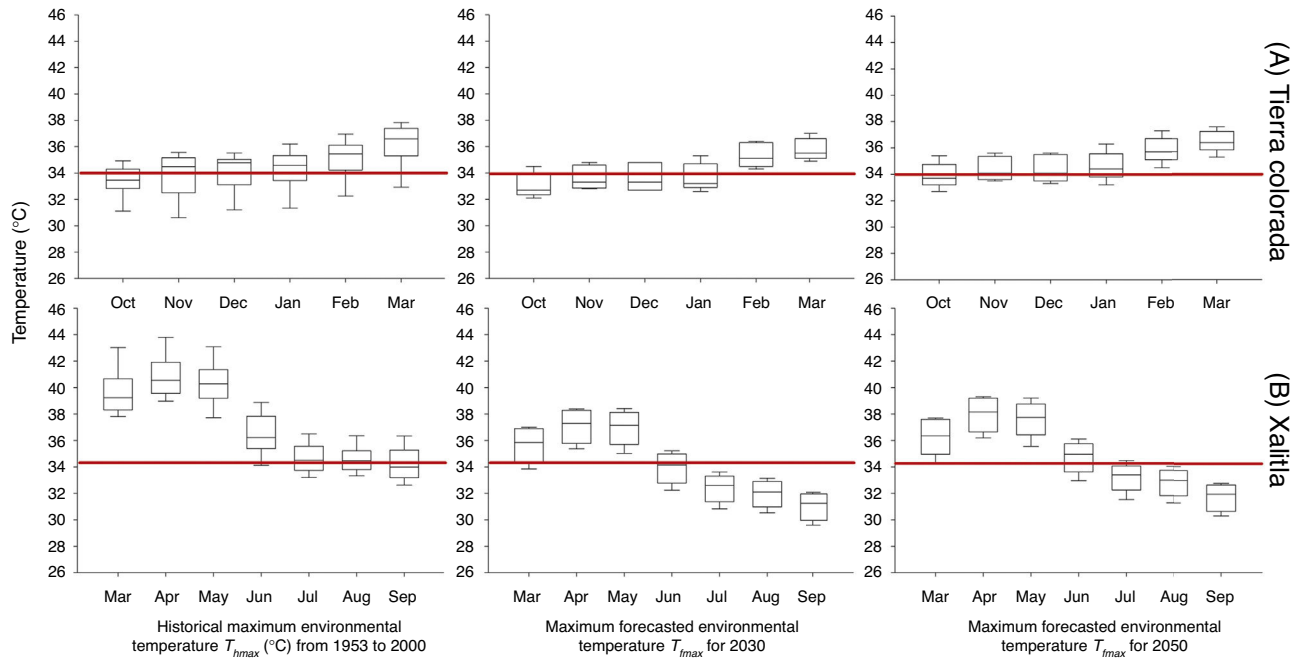 46 46 46
44 44 44
42 42 42
40 40 40
38 38 38
36 36 36
34 34 34
32 32 32
30 30 30
28 28 28
26 26 26
Oct Nov Dec Jan Feb Mar Oct Nov Dec Jan Feb Mar Oct Nov Dec Jan Feb Mar
(A) Tierra colorada
Temperature (°C)
46 46 46
44 44 44
42 42 42
40 40 40
38 38 38
36 36 36
34 34 34
32 32 32
30 30 30
28 28 28
26 26 26
Mar Apr May Jun Jul Aug Sep Mar Apr May Jun Jul Aug Sep Mar Apr May Jun Jul Aug Sep
(B) Xalitla
Historical maximum environmental
temperature Thmax (°C) from 1953 to 2000
Maximum forecasted environmental
temperature Tfmax for 2030
Maximum forecasted environmental
temperature Tfmax for 2050